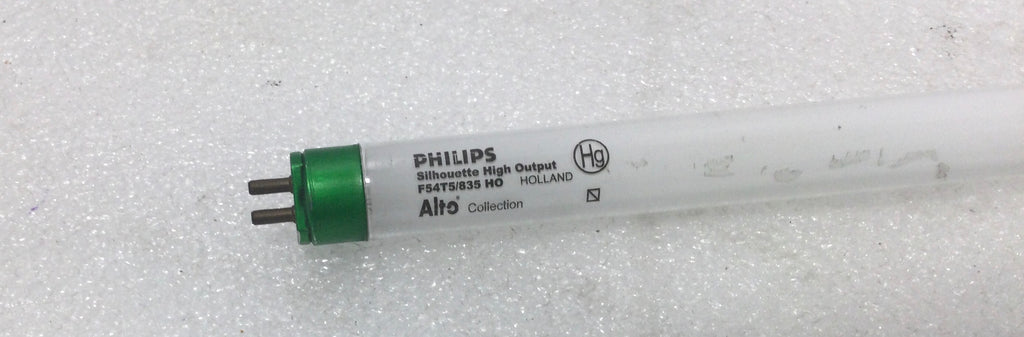 PHILIPS
Silhouette High Output
F54T5/835 HO HOLLAND
Alto® Collection
Hg